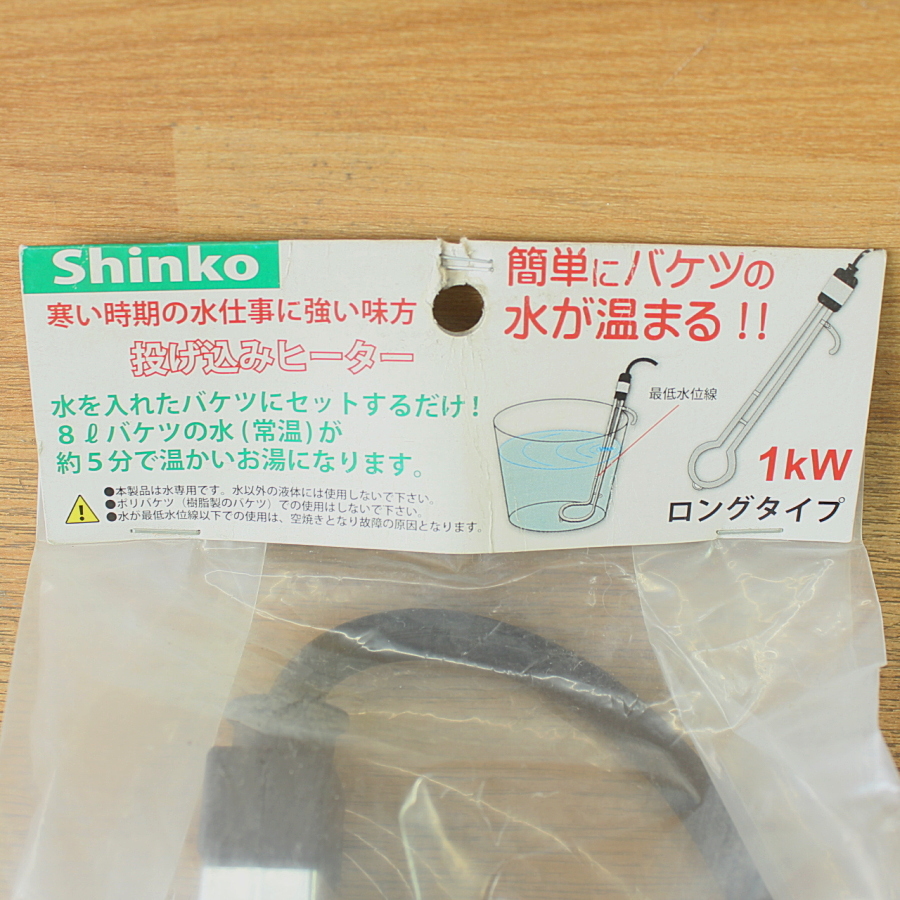 Shinko
寒い時期の水仕事に強い味方
投げ込みヒーター
水を入れたバケツにセットするだけ!
8ℓバケツの水(常温)が
約5分で温かいお湯になります。
●本製品は水専用です。水以外の液体には使用しないで下さい。
●ポリバケツ(樹脂製のバケツ)での使用はしないで下さい。
●水が最低水位線以下での使用は、空焼きとなり故障の原因となります。
簡単にバケツの
水が温まる!!
最低水位線
1kW
ロングタイプ